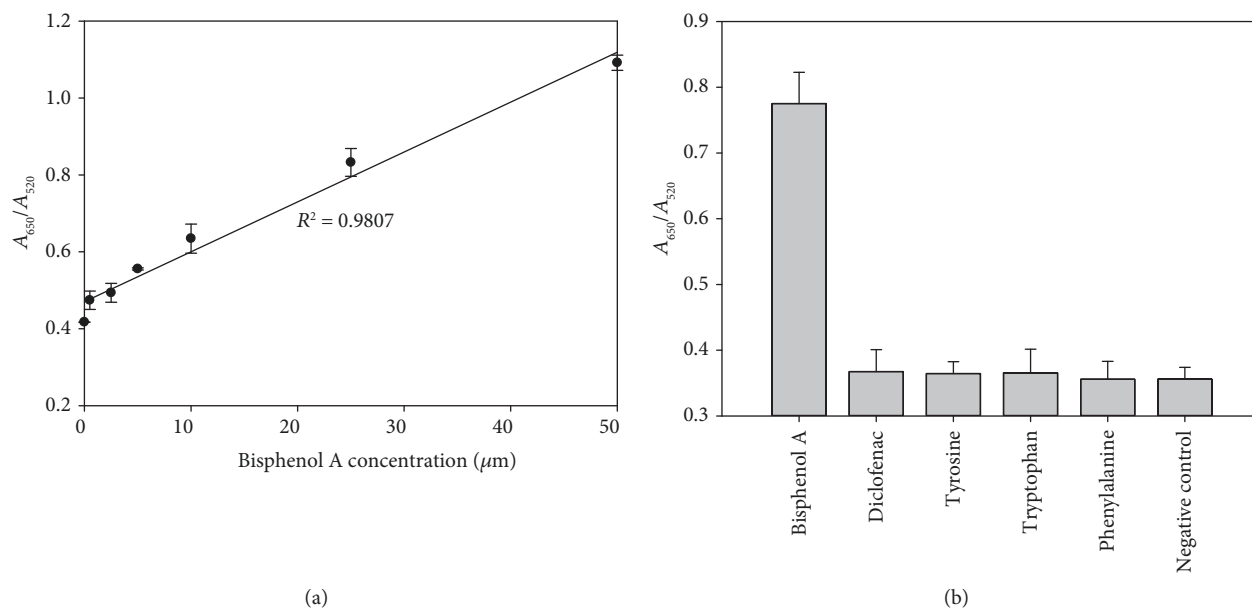 1.2
1.0
0.8
0.6
0.4
0.2
A650/A520
R² = 0.9807
0 10 20 30 40 50
Bisphenol A concentration (μm)
(a)
0.9
0.8
0.7
0.6
0.5
0.4
0.3
A650/A520
Bisphenol A
Diclofenac
Tyrosine
Tryptophan
Phenylalanine
Negative control
(b)